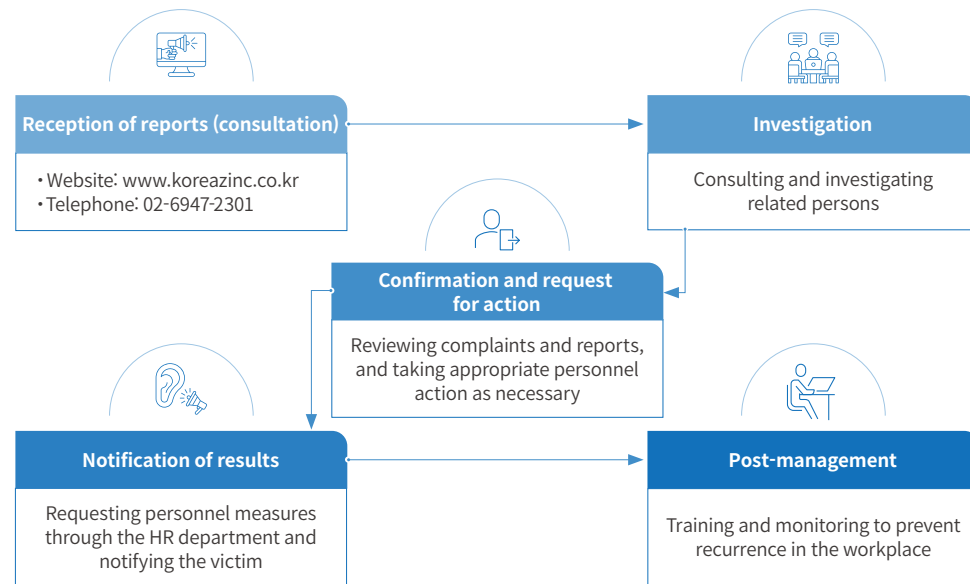 Reception of reports (consultation)
• Website: www.koreazinc.co.kr
• Telephone: 02-6947-2301
Investigation
Consulting and investigating
related persons
Confirmation and request
for action
Reviewing complaints and reports,
and taking appropriate personnel
action as necessary
Notification of results
Requesting personnel measures
through the HR department and
notifying the victim
Post-management
Training and monitoring to prevent
recurrence in the workplace